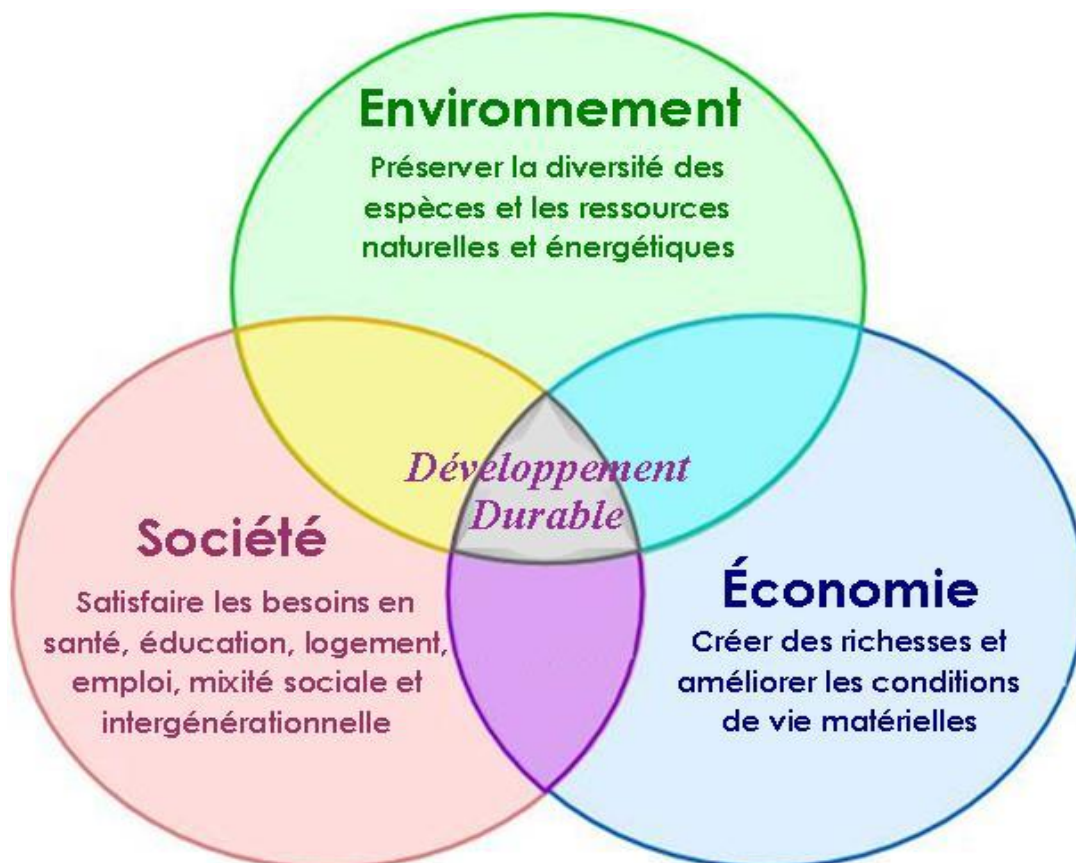 Environnement
Préserver la diversité des
espèces et les ressources
naturelles et énergétiques
Développement
Durable
Société
Satisfaire les besoins en
santé, éducation, logement,
emploi, mixité sociale et
intergénérationnelle
Économie
Créer des richesses et
améliorer les conditions
de vie matérielles